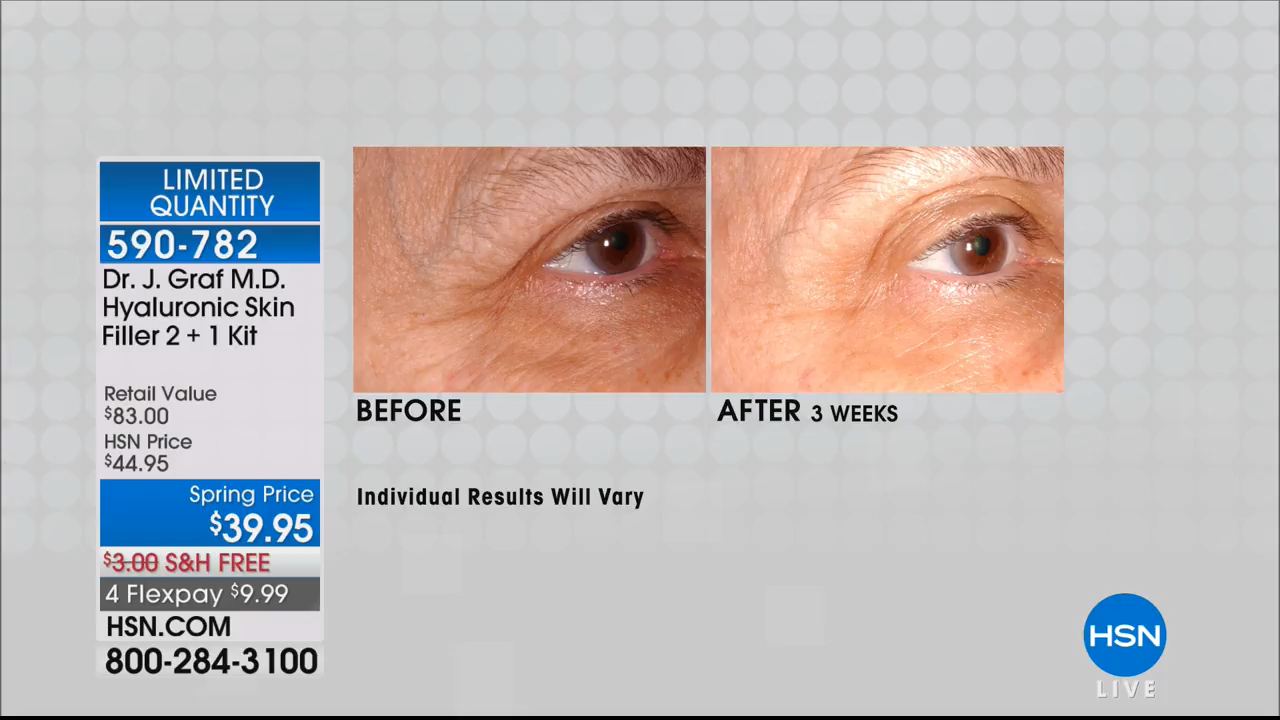 LIMITED
QUANTITY
590-782
Dr. J. Graf M.D.
Hyaluronic Skin
Filler 2 + 1 Kit
Retail Value
$83.00
HSN Price
$44.95
Spring Price
$39.95
$3.00 S&H FREE
4 Flexpay $9.99
HSN.COM
800-284-3100
BEFORE
AFTER 3 WEEKS
Individual Results Will Vary
HSN
LIVE